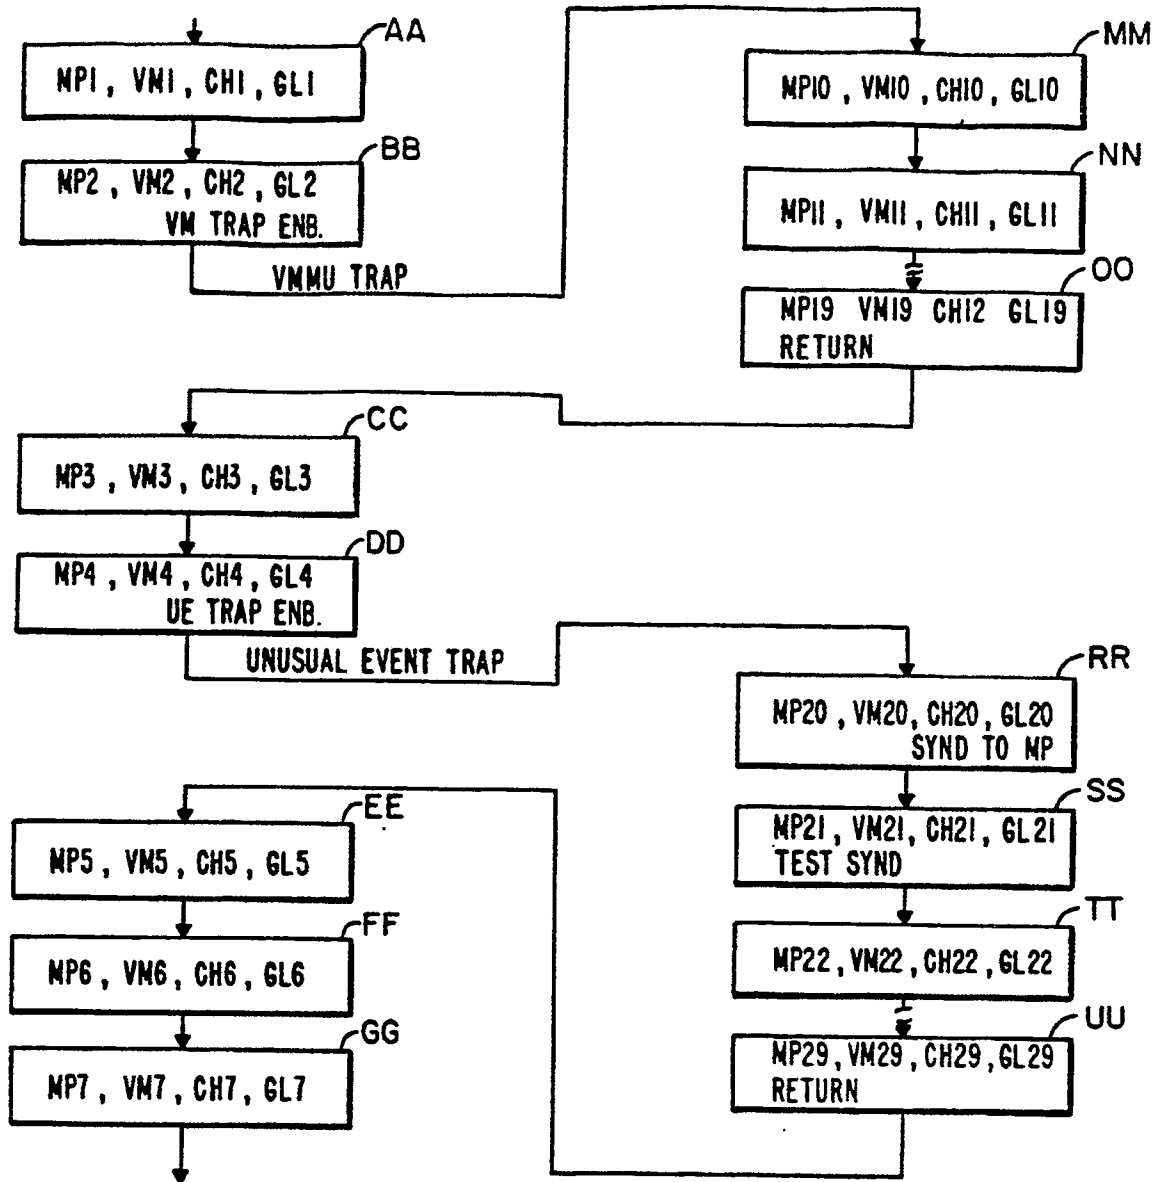 AA
MP1, VM1, CH1, GL1
BB
MP2, VM2, CH2, GL2
VM TRAP ENB.
VMMU TRAP
MM
MP10, VM10, CH10, GL10
NN
MP11, VM11, CH11, GL11
OO
MP19 VM19 CH12 GL19
RETURN
CC
MP3, VM3, CH3, GL3
DD
MP4, VM4, CH4, GL4
UE TRAP ENB.
UNUSUAL EVENT TRAP
RR
MP20, VM20, CH20, GL20
SYND TO MP
SS
MP21, VM21, CH21, GL21
TEST SYND
TT
MP22, VM22, CH22, GL22
UU
MP29, VM29, CH29, GL29
RETURN
EE
MP5, VM5, CH5, GL5
FF
MP6, VM6, CH6, GL6
GG
MP7, VM7, CH7, GL7